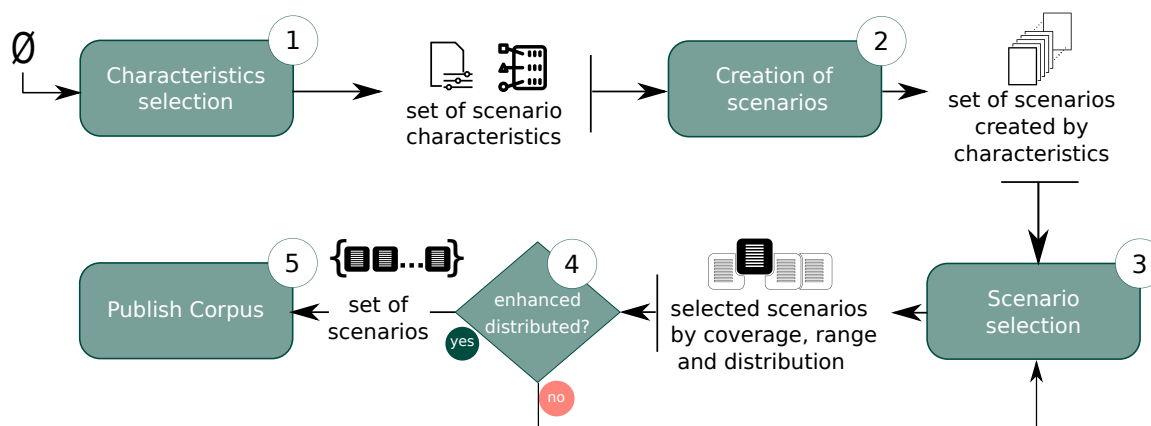 Ø
1
Characteristics
selection
set of scenario
characteristics
2
Creation of
scenarios
set of scenarios
created by
characteristics
3
Scenario
selection
selected scenarios
by coverage, range
and distribution
4
enhanced
distributed?
yes
no
{ ... }
set of
scenarios
5
Publish Corpus